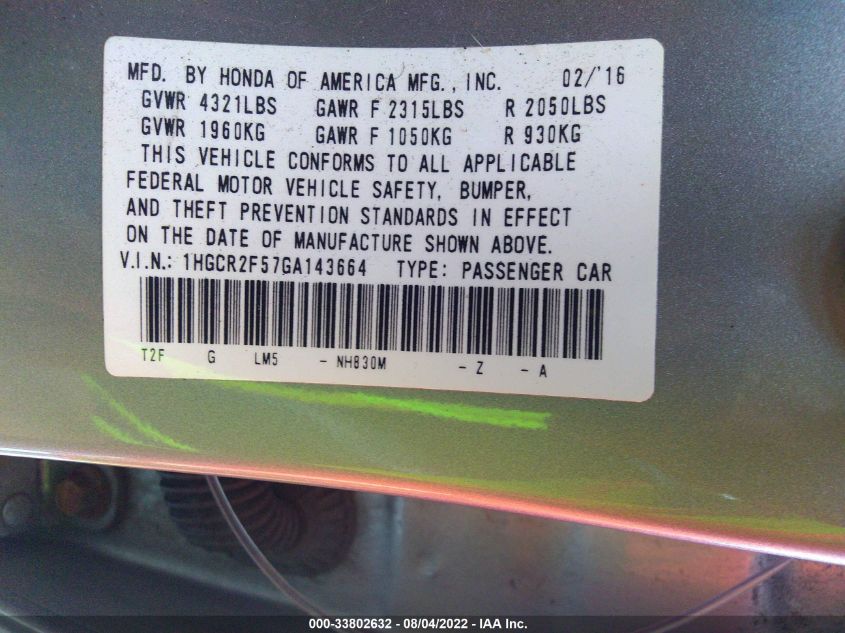 MFD. BY HONDA OF AMERICA MFG., INC. 02/'16
GVWR 4321LBS GAWR F 2315LBS R 2050LBS
GVWR 1960KG GAWR F 1050KG R 930KG
THIS VEHICLE CONFORMS TO ALL APPLICABLE
FEDERAL MOTOR VEHICLE SAFETY, BUMPER,
AND THEFT PREVENTION STANDARDS IN EFFECT
ON THE DATE OF MANUFACTURE SHOWN ABOVE.
V.I.N.: 1HGCR2F57GA143664 TYPE: PASSENGER CAR
T2F G LM5 - NH830M - Z - A
000-33802632 - 08/04/2022 - IAA Inc.